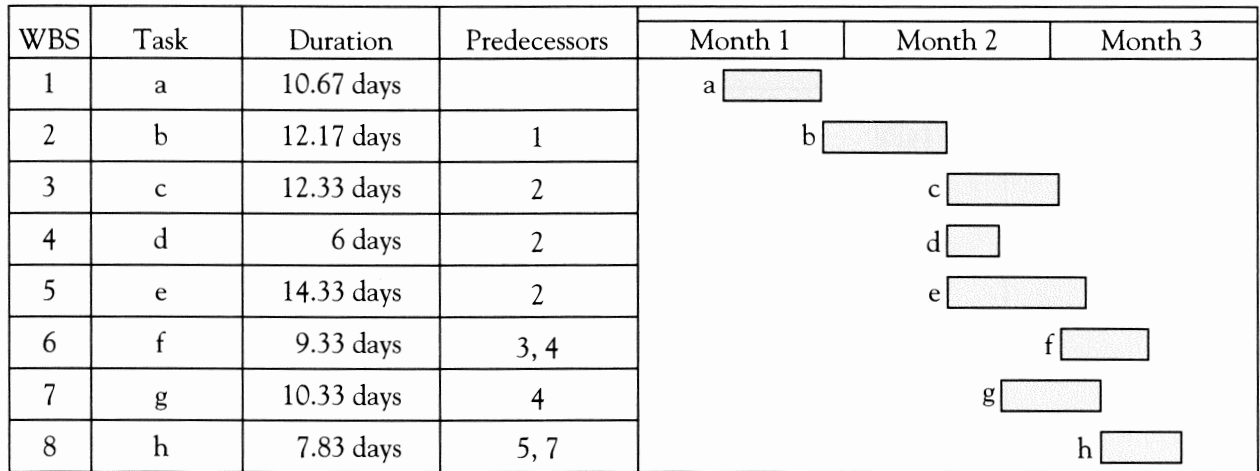 WBS Task Duration Predecessors Month 1 Month 2 Month 3
1 a 10.67 days a
2 b 12.17 days 1 b
3 c 12.33 days 2 c
4 d 6 days 2 d
5 e 14.33 days 2 e
6 f 9.33 days 3, 4 f
7 g 10.33 days 4 g
8 h 7.83 days 5, 7 h